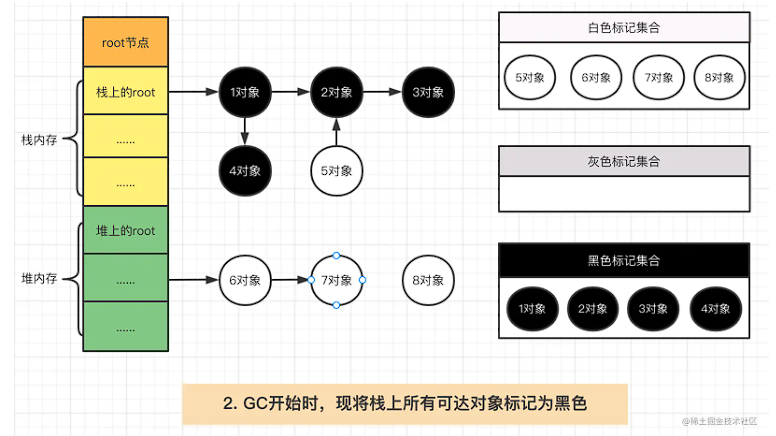 root节点
栈上的root
......
......
堆上的root
......
......
栈内存
堆内存
1对象
2对象
3对象
4对象
5对象
6对象
7对象
8对象
白色标记集合
5对象
6对象
7对象
8对象
灰色标记集合
黑色标记集合
1对象
2对象
3对象
4对象
2. GC开始时，现将栈上所有可达对象标记为黑色
@稀土掘金技术社区